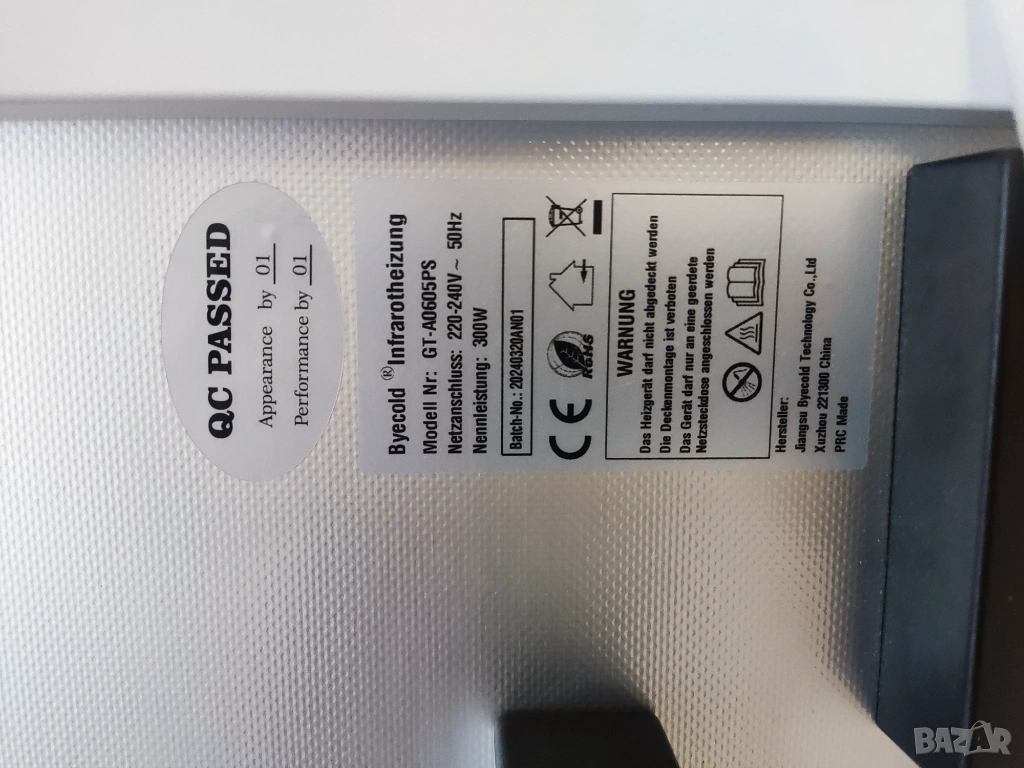 QC PASSED
Appearance by 01
Performance by 01
Byecold® Infrarotheizung
Modell Nr: GT-A0605PS
Netzanschluss: 220-240V ~ 50Hz
Nennleistung: 300W
Batch-No.: 20240320AN01
CE
RoHS
WARNUNG
Das Heizgerät darf nicht abgedeckt werden
Die Deckenmontage ist verboten
Das Gerät darf nur an eine geerdete
Netzsteckdose angeschlossen werden
Hersteller:
Jiangsu Byecold Technology Co.,Ltd
Xuzhou 221300 China
PRC Made
BAZAR